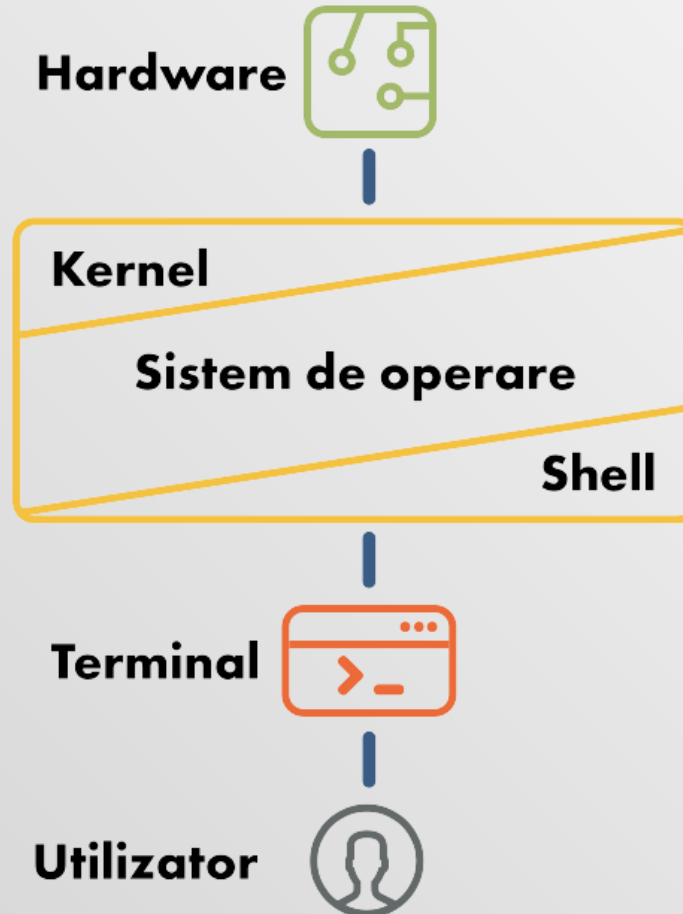 Hardware
Kernel
Sistem de operare
Shell
Terminal
Utilizator